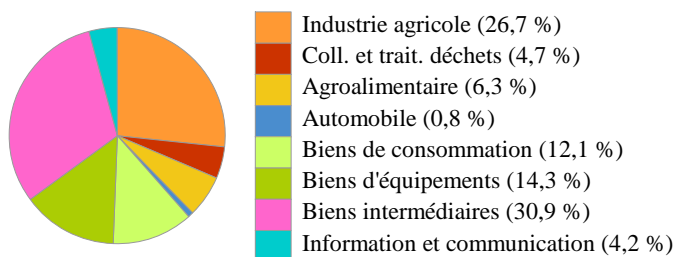 Industrie agricole (26,7 %)
Coll. et trait. déchets (4,7 %)
Agroalimentaire (6,3 %)
Automobile (0,8 %)
Biens de consommation (12,1 %)
Biens d'équipements (14,3 %)
Biens intermédiaires (30,9 %)
Information et communication (4,2 %)